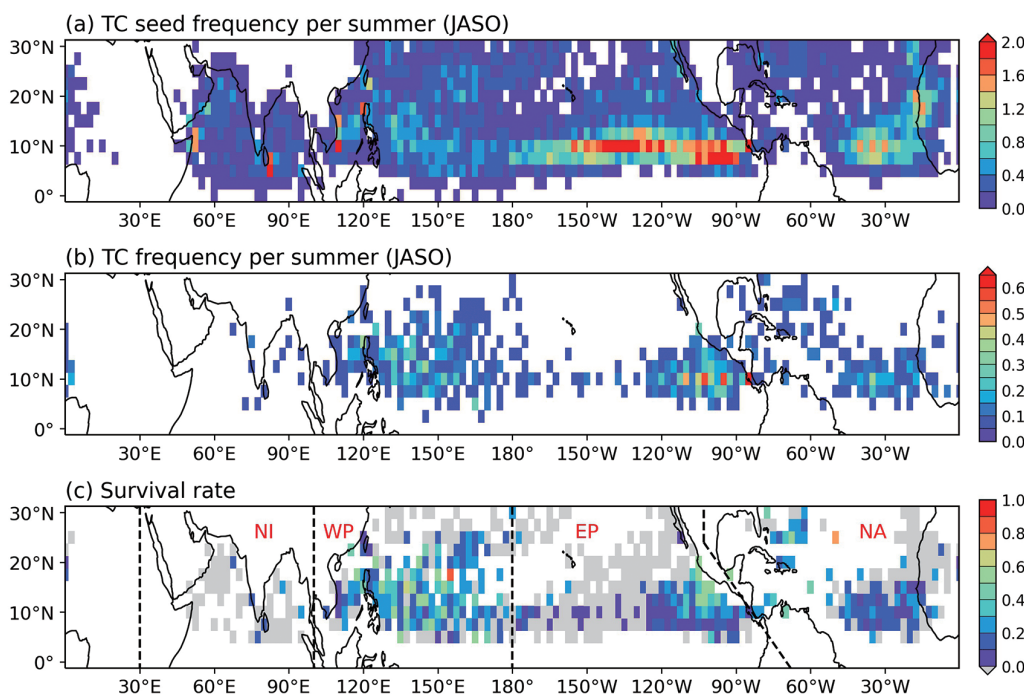 (a) TC seed frequency per summer (JASO)
30°N
20°N
10°N
0°
30°E 60°E 90°E 120°E 150°E 180° 150°W 120°W 90°W 60°W 30°W
2.0
1.6
1.2
0.8
0.4
0.0
(b) TC frequency per summer (JASO)
30°N
20°N
10°N
0°
30°E 60°E 90°E 120°E 150°E 180° 150°W 120°W 90°W 60°W 30°W
0.6
0.5
0.4
0.3
0.2
0.1
0.0
(c) Survival rate
30°N
20°N
10°N
0°
NI WP EP NA
30°E 60°E 90°E 120°E 150°E 180° 150°W 120°W 90°W 60°W 30°W
1.0
0.8
0.6
0.4
0.2
0.0